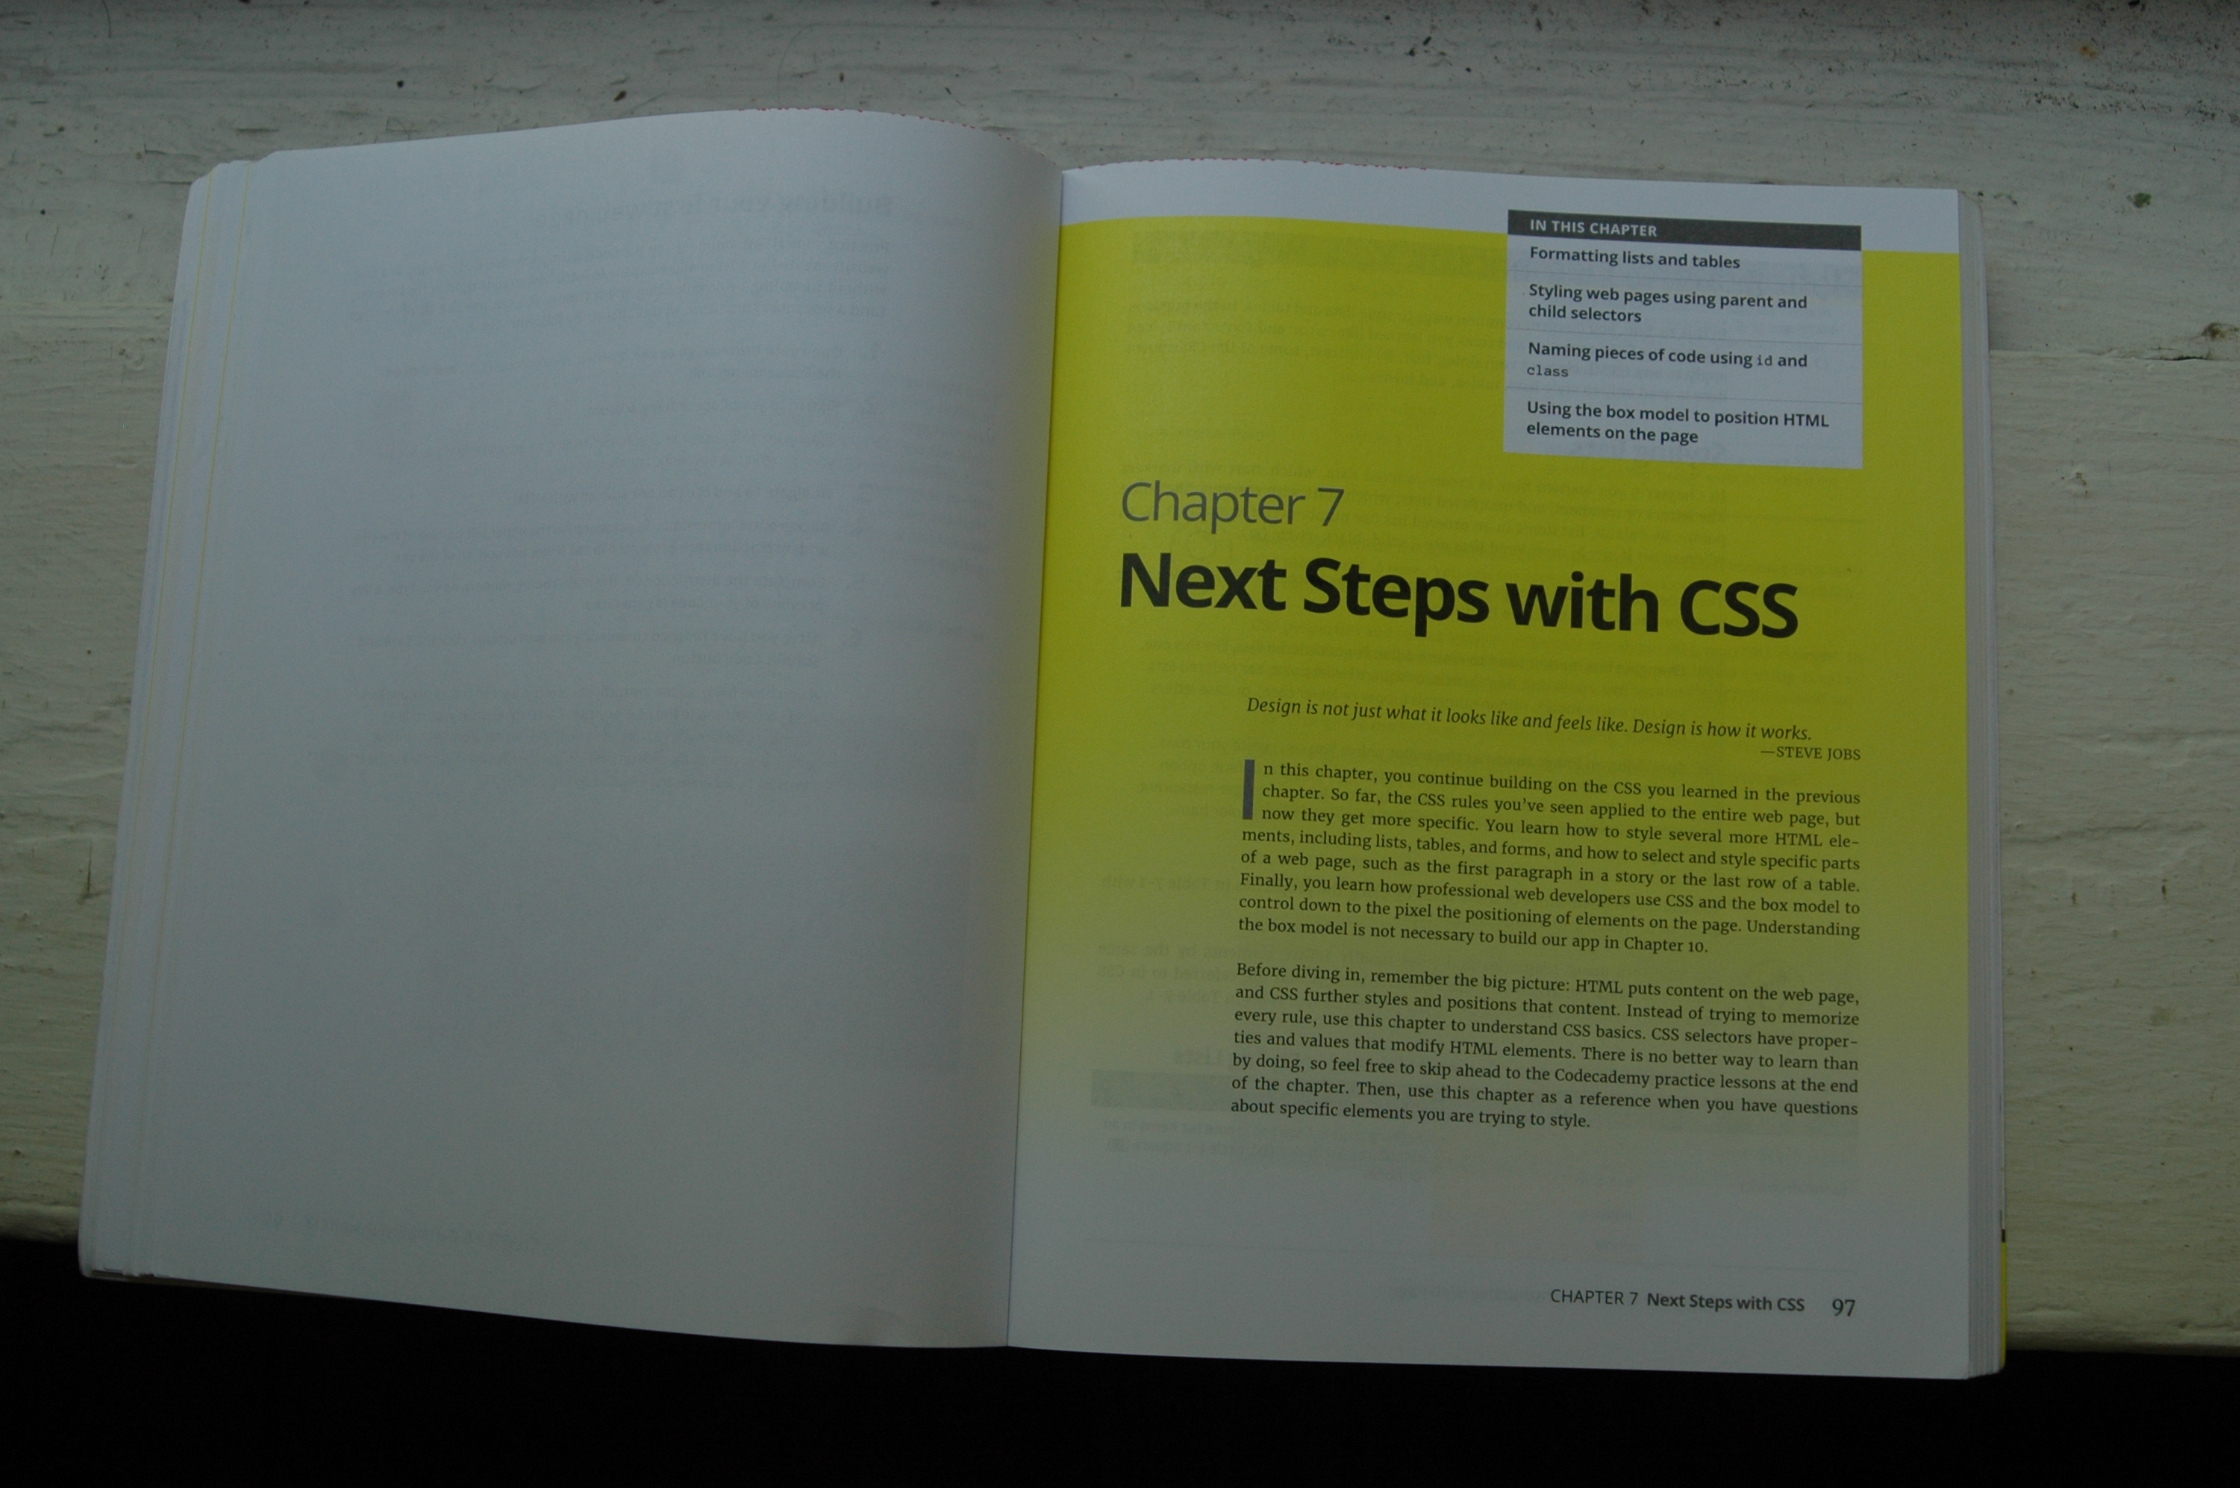 IN THIS CHAPTER
Formatting lists and tables
Styling web pages using parent and
child selectors
Naming pieces of code using id and
class
Using the box model to position HTML
elements on the page
Chapter 7
Next Steps with CSS
Design is not just what it looks like and feels like. Design is how it works.
—STEVE JOBS
In this chapter, you continue building on the CSS you learned in the previous
chapter. So far, the CSS rules you've seen applied to the entire web page, but
now they get more specific. You learn how to style several more HTML ele-
ments, including lists, tables, and forms, and how to select and style specific parts
of a web page, such as the first paragraph in a story or the last row of a table.
Finally, you learn how professional web developers use CSS and the box model to
control down to the pixel the positioning of elements on the page. Understanding
the box model is not necessary to build our app in Chapter 10.
Before diving in, remember the big picture: HTML puts content on the web page,
and CSS further styles and positions that content. Instead of trying to memorize
every rule, use this chapter to understand CSS basics. CSS selectors have proper-
ties and values that modify HTML elements. There is no better way to learn than
by doing, so feel free to skip ahead to the Codecademy practice lessons at the end
of the chapter. Then, use this chapter as a reference when you have questions
about specific elements you are trying to style.
CHAPTER 7 Next Steps with CSS 97